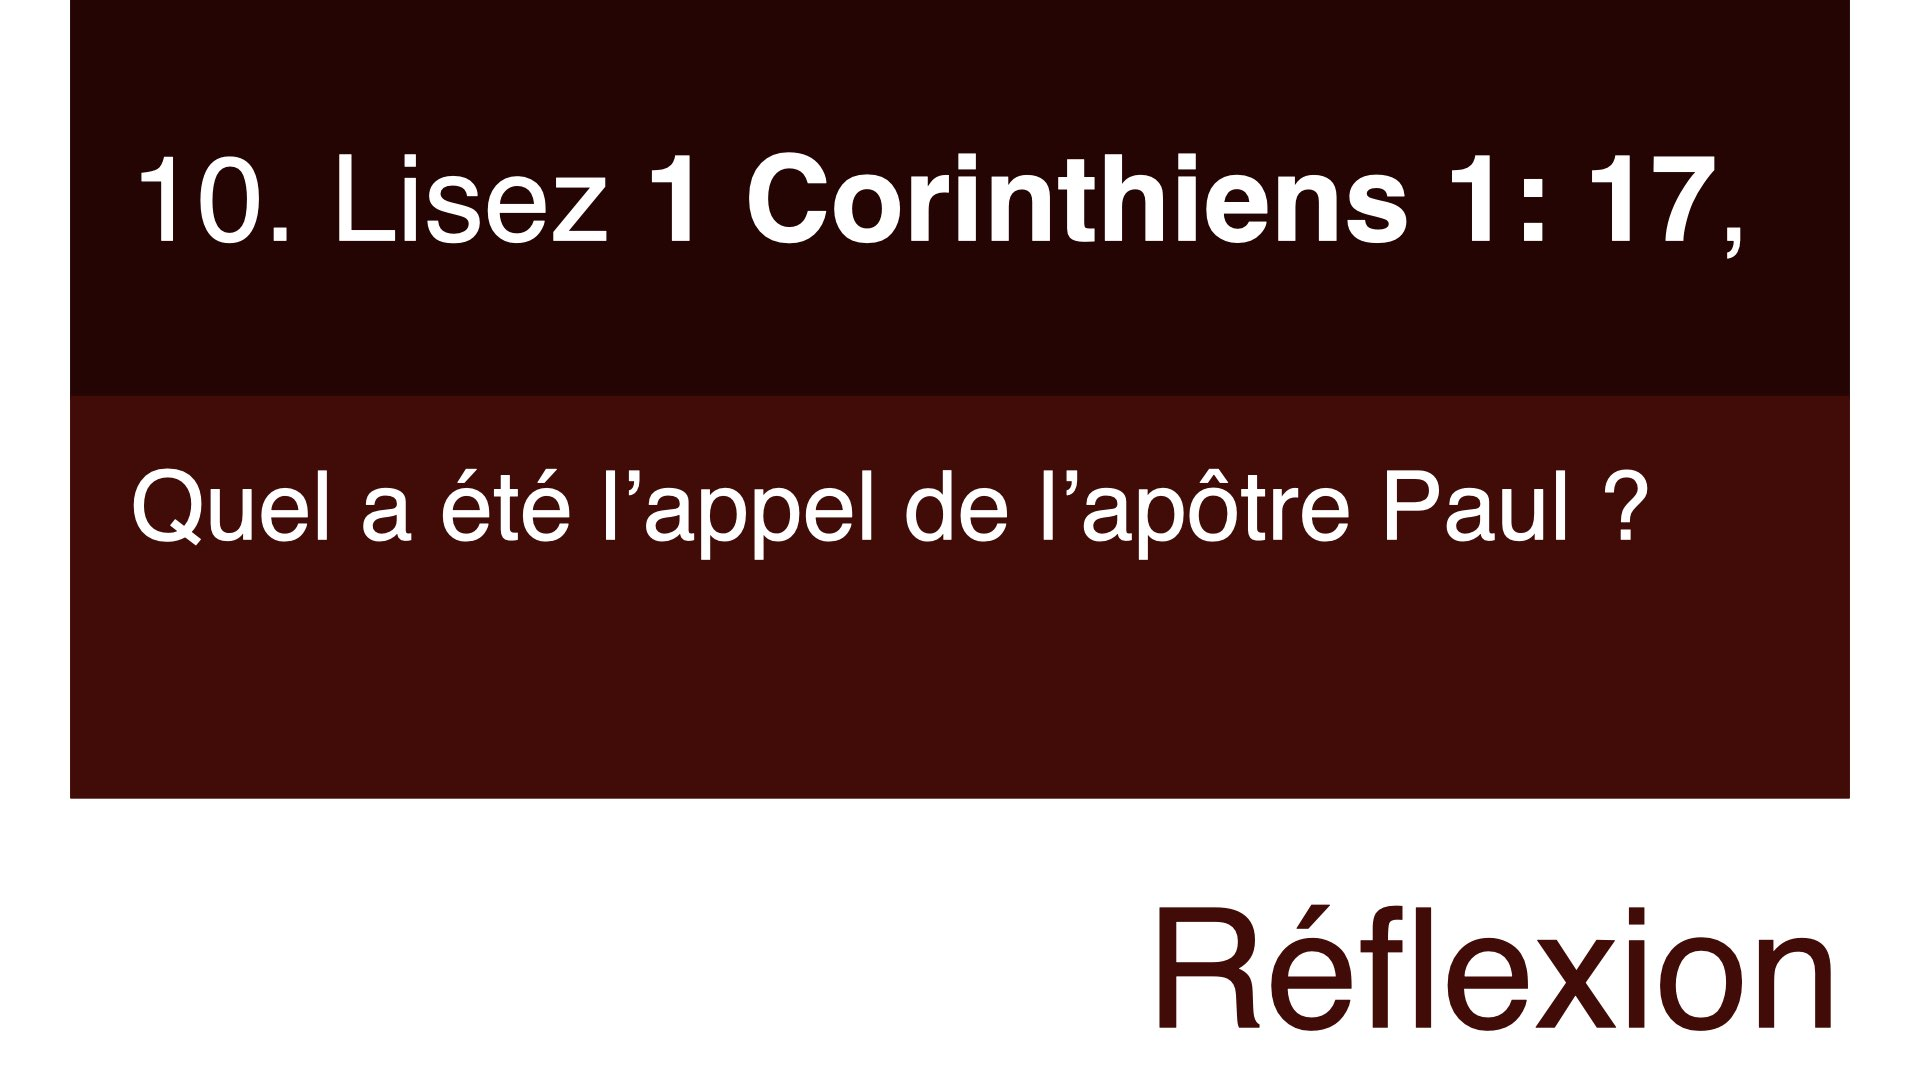 10. Lisez 1 Corinthiens 1: 17,
Quel a été l’appel de l’apôtre Paul ?
Réflexion